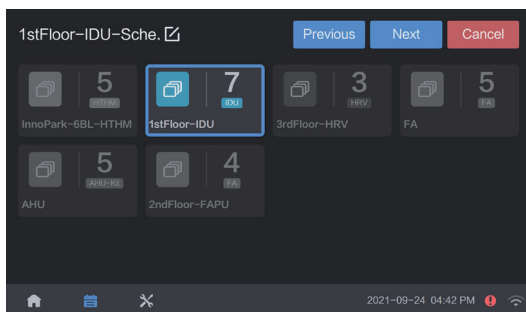 1stFloor-IDU-Sche.
Previous
Next
Cancel
5
HTHM
InnoPark-6BL-HTHM
7
IDU
1stFloor-IDU
3
HRV
3rdFloor-HRV
5
FA
FA
5
AHU-Kit
AHU
4
FA
2ndFloor-FAPU
2021-09-24 04:42 PM